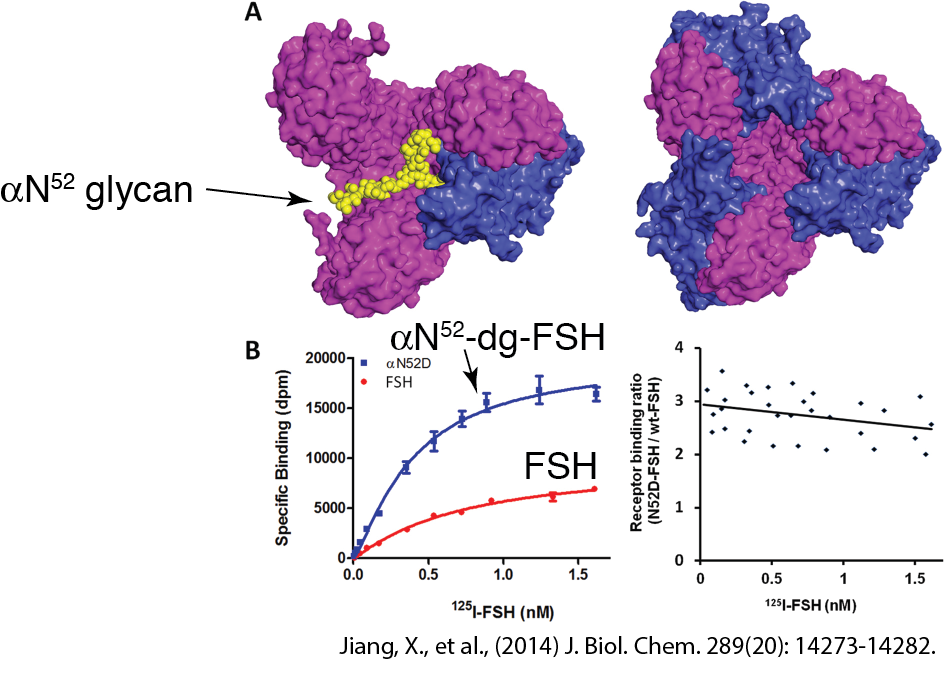 A
αN52 glycan
B
αN52-dg-FSH
20000
15000
10000
5000
0
Specific Binding (dpm)
αN52D
FSH
FSH
0.0
0.5
1.0
1.5
125I-FSH (nM)
4
3
2
1
0
Receptor binding ratio
(N52D-FSH / wt-FSH)
0
0.5
1
1.5
125I-FSH (nM)
Jiang, X., et al., (2014) J. Biol. Chem. 289(20): 14273-14282.